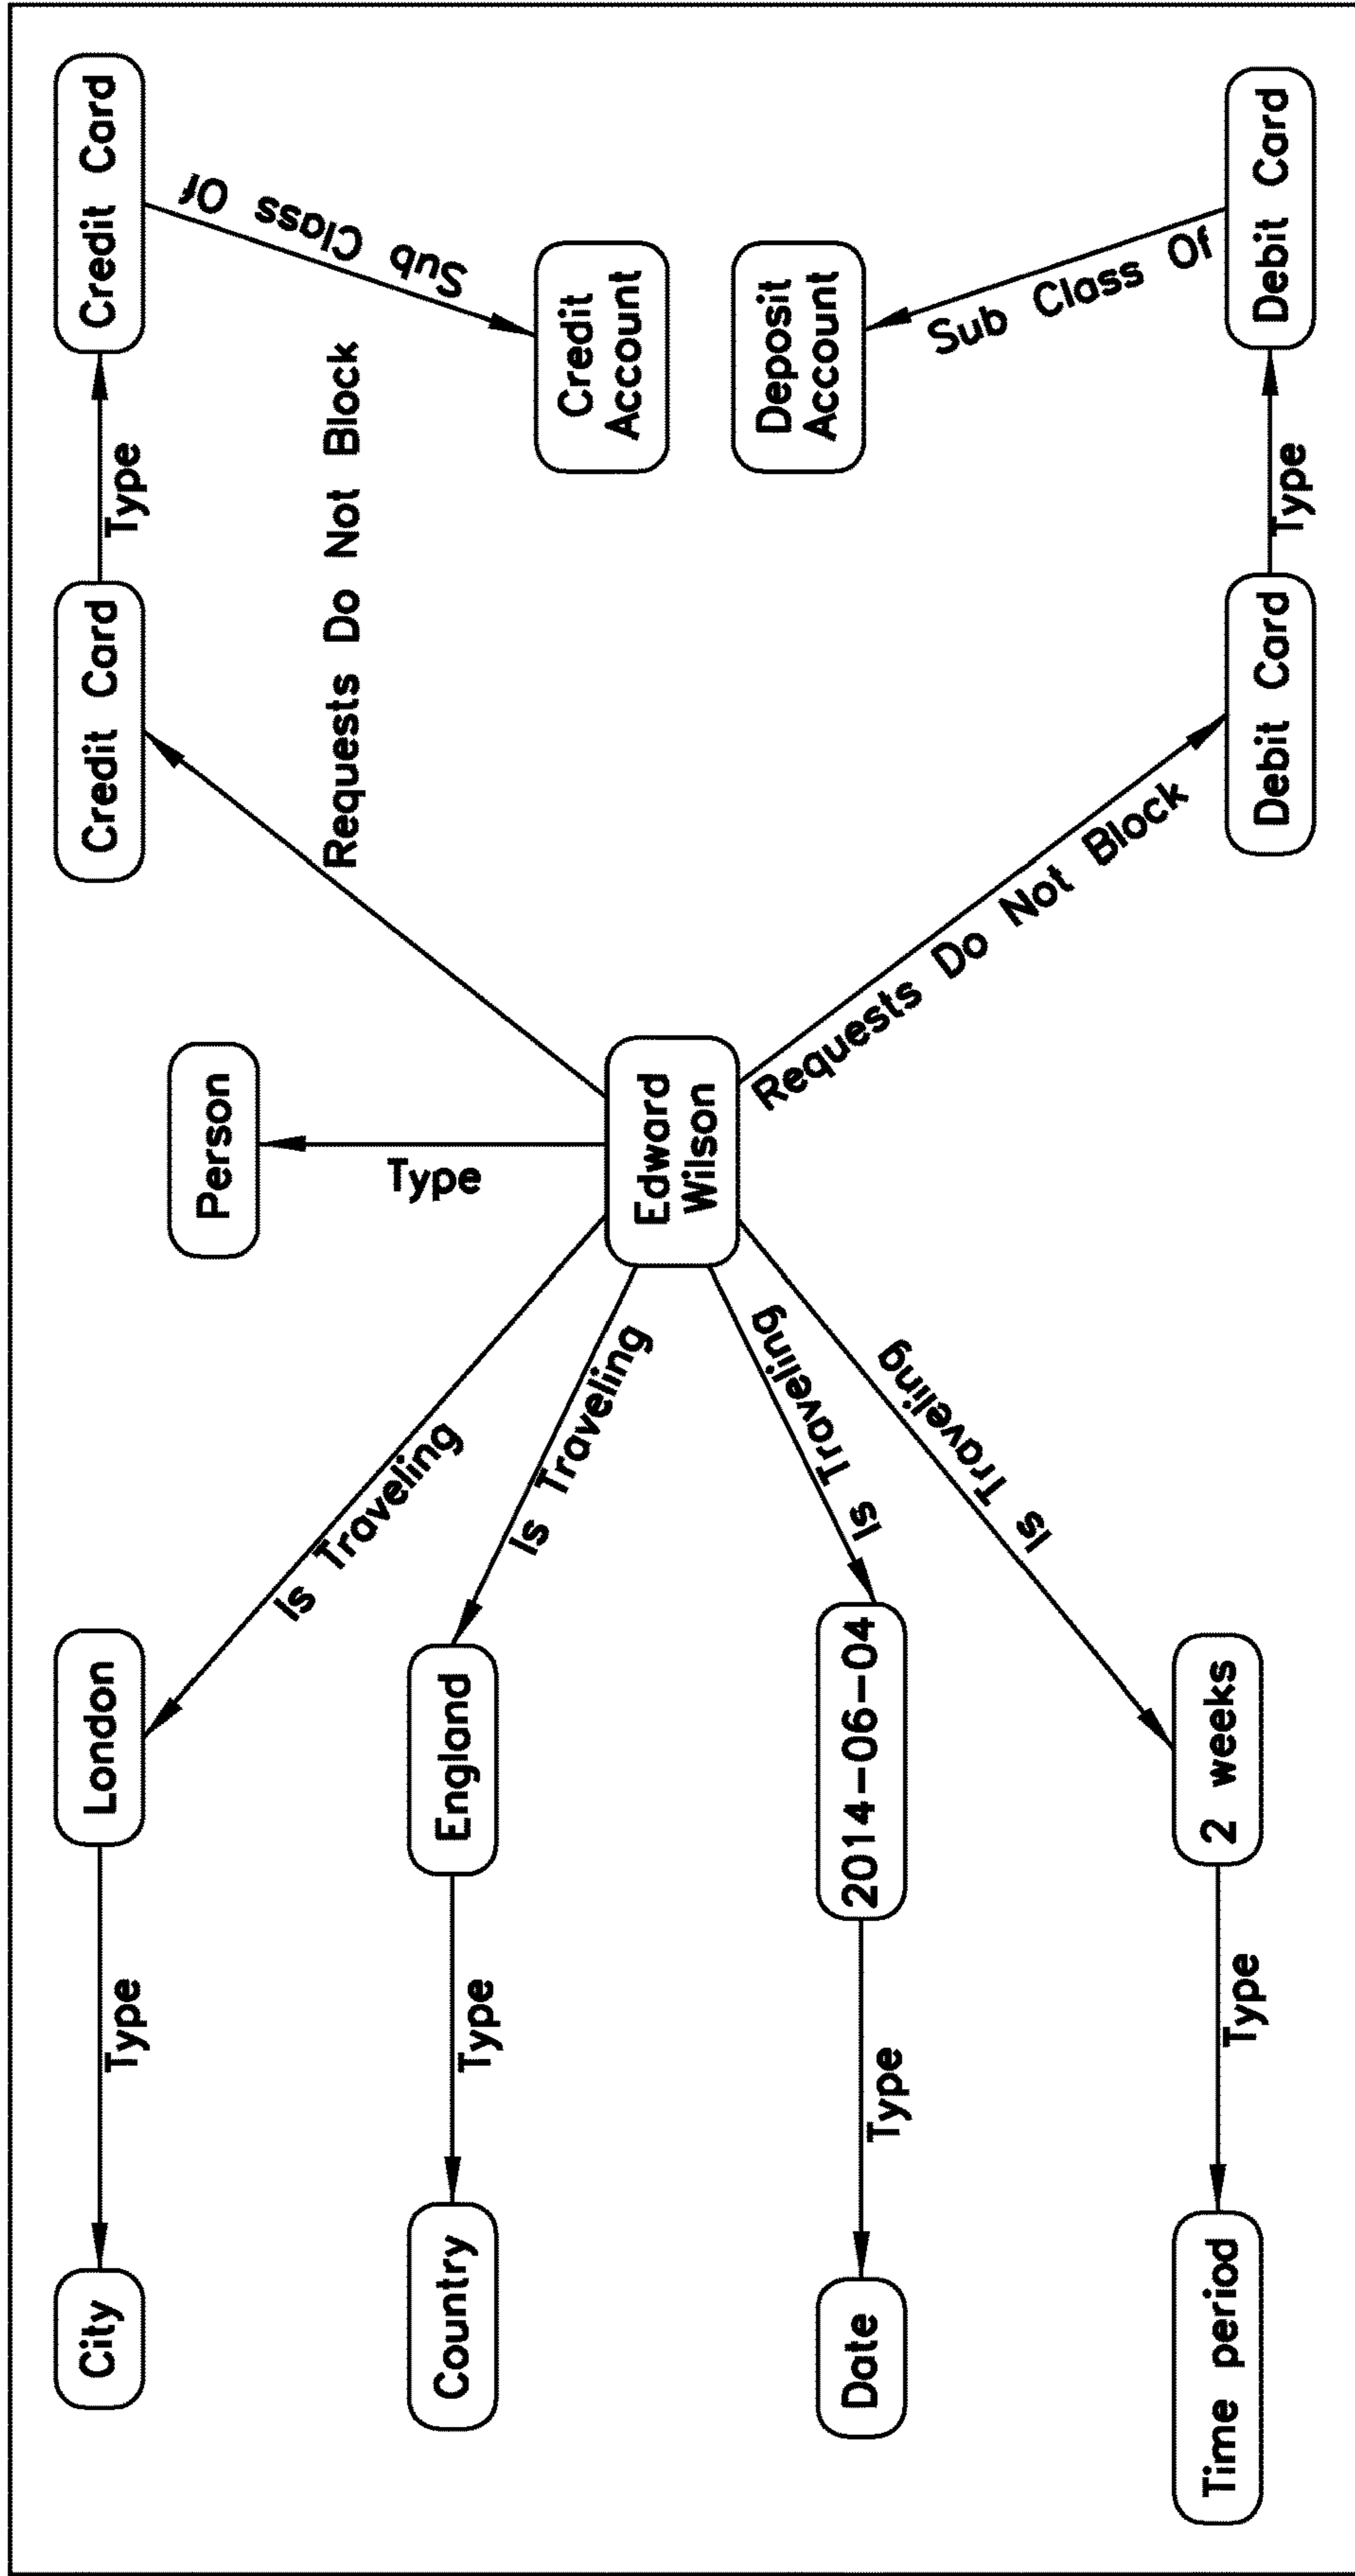 City
Type
London
Is Traveling
Person
Type
Credit Card
Type
Credit Card
Requests Do Not Block
Sub Class Of
Country
Type
England
Is Traveling
Edward
Wilson
Credit
Account
Date
Type
2014-06-04
Is Traveling
Deposit
Account
Requests Do Not Block
Sub Class Of
Time period
Type
2 weeks
Is Traveling
Debit Card
Type
Debit Card